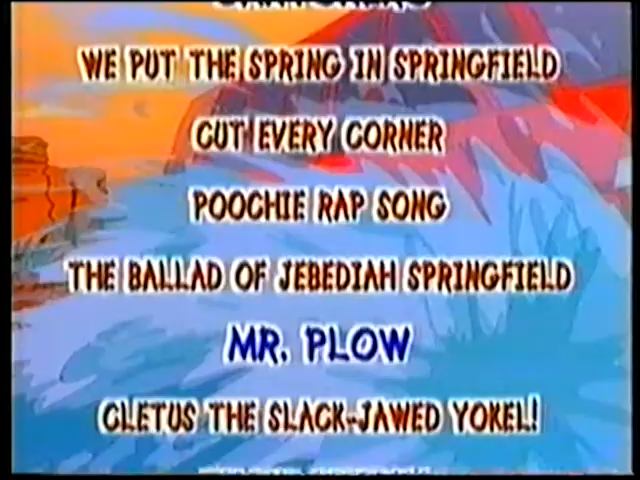 WE PUT THE SPRING IN SPRINGFIELD
CUT EVERY CORNER
POOCHIE RAP SONG
THE BALLAD OF JEBEDIAH SPRINGFIELD
MR. PLOW
CLETUS THE SLACK-JAWED YOKEL!